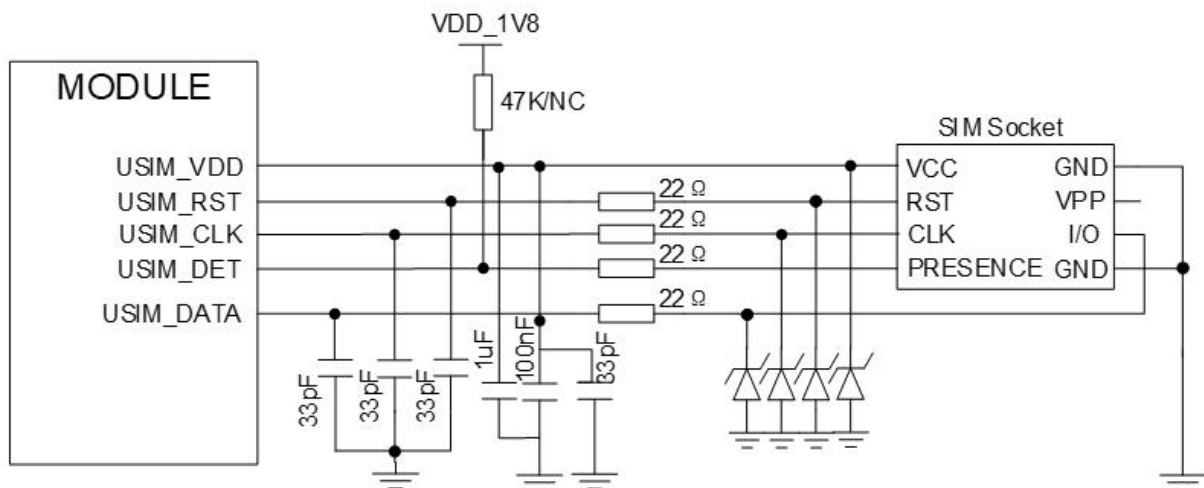 VDD_1V8
MODULE
47K/NC
SIM Socket
USIM_VDD
VCC
GND
USIM_RST
22 Ω
RST
VPP
USIM_CLK
22 Ω
CLK
I/O
USIM_DET
22 Ω
PRESENCE
GND
USIM_DATA
22 Ω
33pF
33pF
33pF
1uF
100nF
33pF